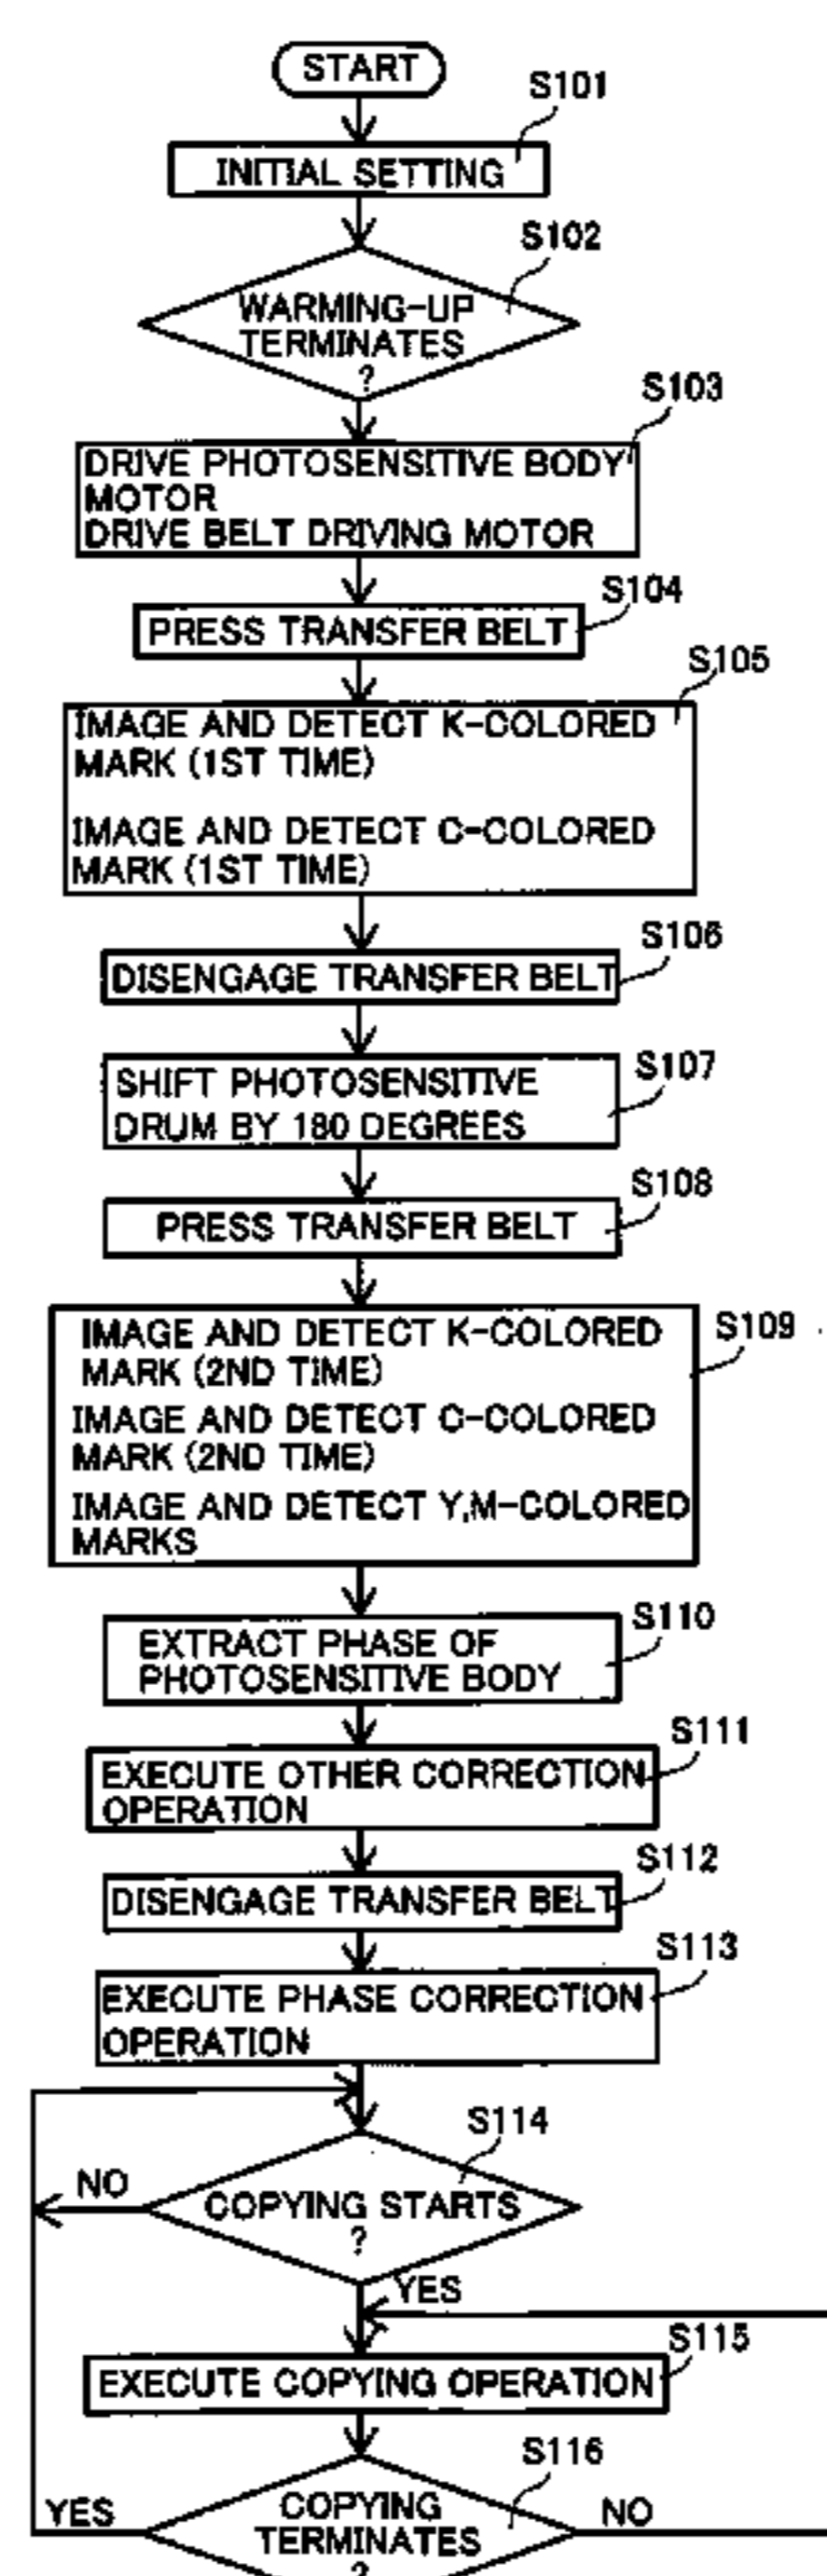 START
S101
INITIAL SETTING
S102
WARMING-UP
TERMINATES
?
S103
DRIVE PHOTOSENSITIVE BODY
MOTOR
DRIVE BELT DRIVING MOTOR
S104
PRESS TRANSFER BELT
S105
IMAGE AND DETECT K-COLORED
MARK (1ST TIME)
IMAGE AND DETECT C-COLORED
MARK (1ST TIME)
S106
DISENGAGE TRANSFER BELT
S107
SHIFT PHOTOSENSITIVE
DRUM BY 180 DEGREES
S108
PRESS TRANSFER BELT
S109
IMAGE AND DETECT K-COLORED
MARK (2ND TIME)
IMAGE AND DETECT C-COLORED
MARK (2ND TIME)
IMAGE AND DETECT Y,M-COLORED
MARKS
S110
EXTRACT PHASE OF
PHOTOSENSITIVE BODY
S111
EXECUTE OTHER CORRECTION
OPERATION
S112
DISENGAGE TRANSFER BELT
S113
EXECUTE PHASE CORRECTION
OPERATION
S114
NO
COPYING STARTS
?
YES
S115
EXECUTE COPYING OPERATION
S116
COPYING
YES
NO
TERMINATES
?